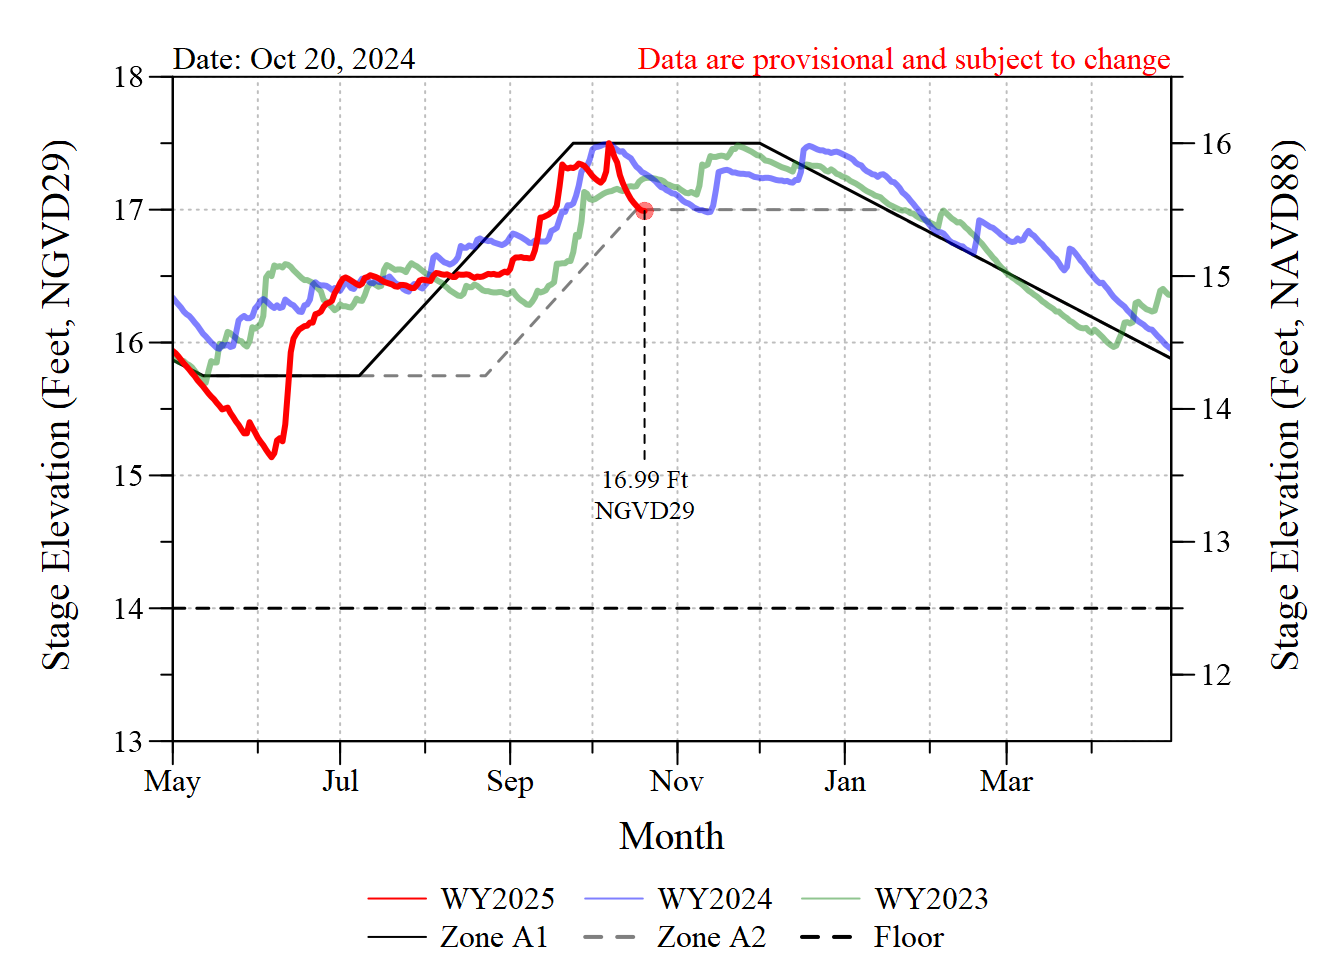 Date: Oct 20, 2024
Data are provisional and subject to change
Stage Elevation (Feet, NGVD29)
18
17
16
15
14
13
16
15
14
13
12
Stage Elevation (Feet, NAVD88)
16.99 Ft
NGVD29
May Jul Sep Nov Jan Mar
Month
WY2025 WY2024 WY2023
Zone A1 Zone A2 Floor